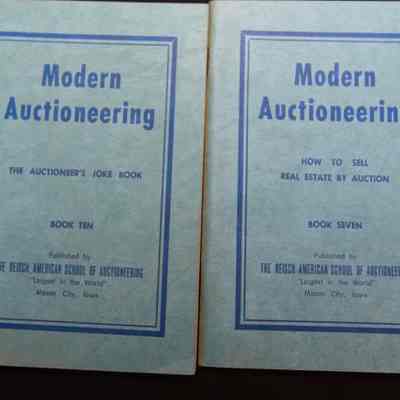 Modern
Auctioneering
THE AUCTIONEER'S JOKE BOOK
BOOK TEN
Published by
THE REISCH AMERICAN SCHOOL OF AUCTIONEERING
"Largest in the World"
Mason City, Iowa
Modern
Auctioneerin
HOW TO SELL
REAL ESTATE BY AUCTION
BOOK SEVEN
Published by
THE REISCH AMERICAN SCHOOL OF AUCTIONEER
"Largest in the World"
Mason City, Iowa